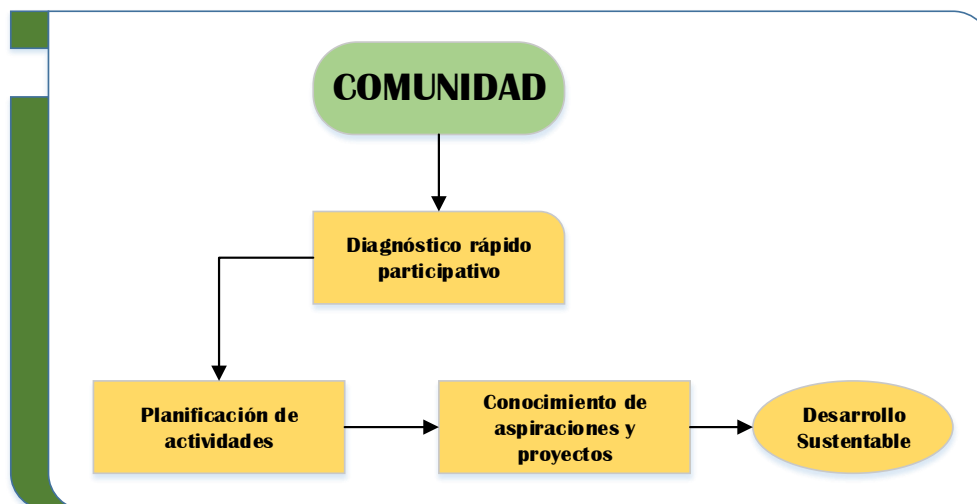 COMUNIDAD
Diagnóstico rápido
participativo
Planificación de
actividades
Conocimiento de
aspiraciones y
proyectos
Desarrollo
Sustentable